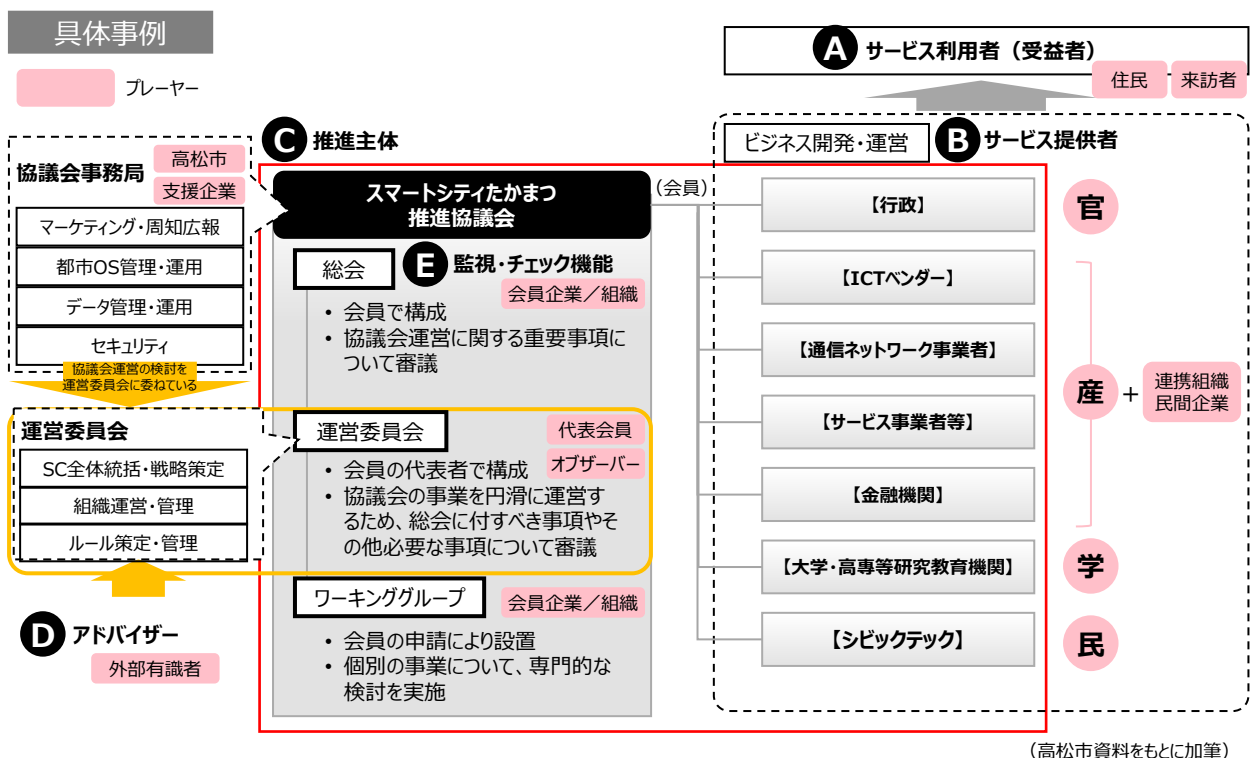 具体事例
プレーヤー
A サービス利用者（受益者）
住民
来訪者
C 推進主体
ビジネス開発・運営
B サービス提供者
協議会事務局
高松市
支援企業
マーケティング・周知広報
都市OS管理・運用
データ管理・運用
セキュリティ
協議会運営の検討を
運営委員会に委ねている
運営委員会
SC全体統括・戦略策定
組織運営・管理
ルール策定・管理
D アドバイザー
外部有識者
スマートシティたかまつ
推進協議会
（会員）
総会
E 監視・チェック機能
会員企業／組織
• 会員で構成
• 協議会運営に関する重要事項に
ついて審議
運営委員会
代表会員
オブザーバー
• 会員の代表者で構成
• 協議会の事業を円滑に運営す
るため、総会に付すべき事項やそ
の他必要な事項について審議
ワーキンググループ
会員企業／組織
• 会員の申請により設置
• 個別の事業について、専門的な
検討を実施
【行政】
【ICTベンダー】
【通信ネットワーク事業者】
【サービス事業者等】
【金融機関】
【大学・高専等研究教育機関】
【シビックテック】
官
産
+
連携組織
民間企業
学
民
（高松市資料をもとに加筆）